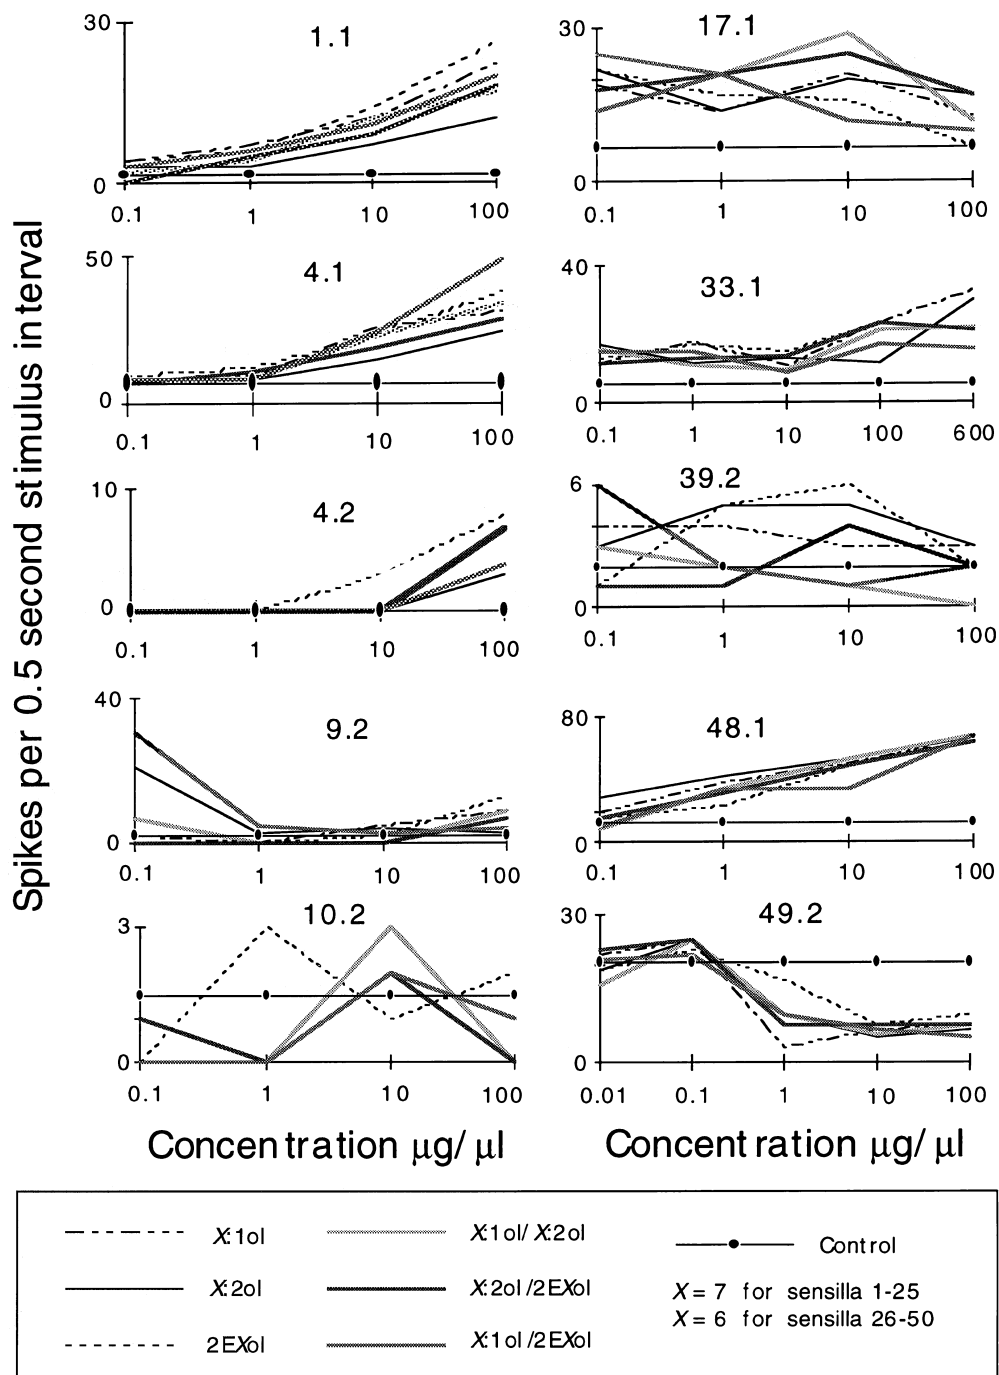 Spikes per 0.5 second stimulus interval
1.1
30
0
0.1 1 10 100
17.1
30
0
0.1 1 10 100
4.1
50
0
0.1 1 10 100
33.1
40
0
0.1 1 10 100 600
4.2
10
0
0.1 1 10 100
39.2
6
0
0.1 1 10 100
9.2
40
0
0.1 1 10 100
48.1
80
0
0.1 1 10 100
10.2
3
0
0.1 1 10 100
49.2
30
0
0.01 0.1 1 10 100
Concentration μg/ μl
Concentration μg/ μl
X:1ol
X:2ol
2EXol
X:1ol/ X:2ol
X:2ol/2EXol
X:1ol/2EXol
Control
X= 7 for sensilla 1-25
X= 6 for sensilla 26-50